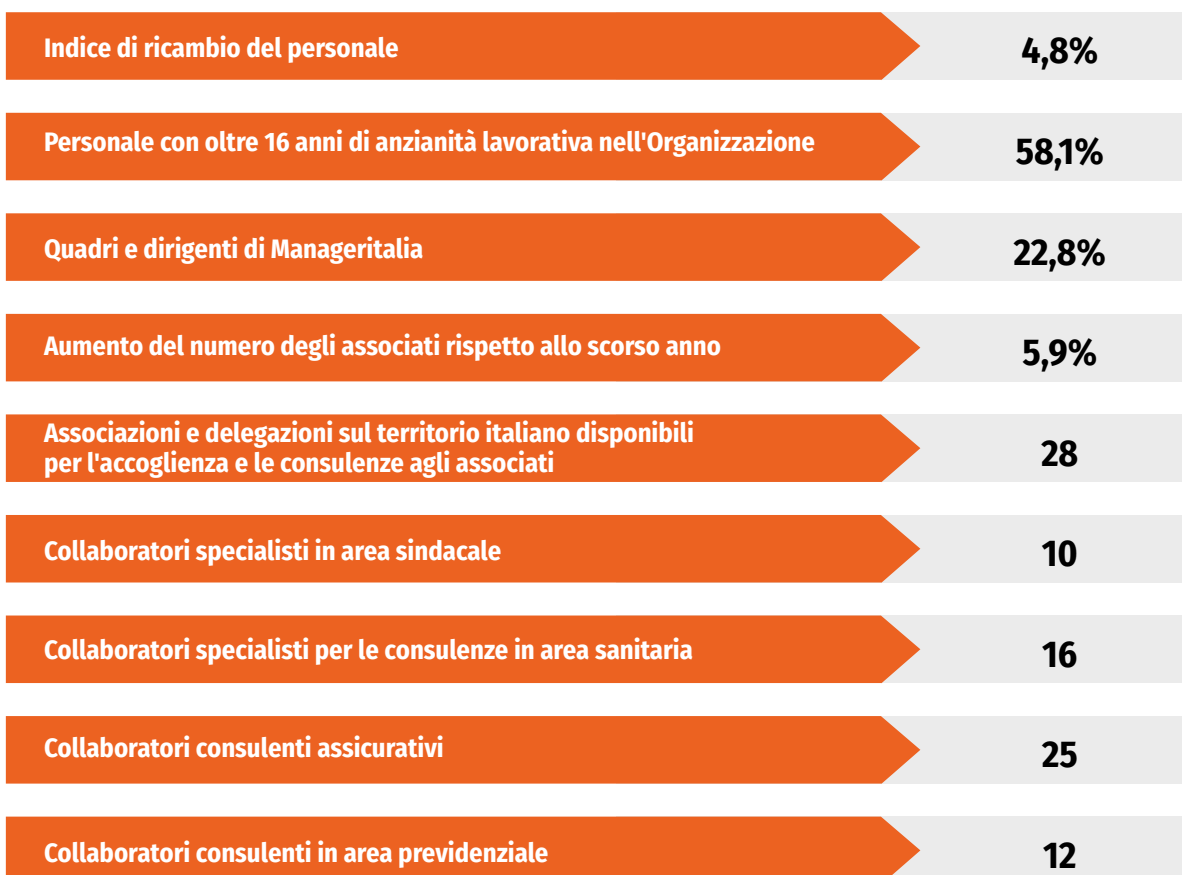 Indice di ricambio del personale 4,8%
Personale con oltre 16 anni di anzianità lavorativa nell'Organizzazione 58,1%
Quadri e dirigenti di Manageritalia 22,8%
Aumento del numero degli associati rispetto allo scorso anno 5,9%
Associazioni e delegazioni sul territorio italiano disponibili
per l'accoglienza e le consulenze agli associati 28
Collaboratori specialisti in area sindacale 10
Collaboratori specialisti per le consulenze in area sanitaria 16
Collaboratori consulenti assicurativi 25
Collaboratori consulenti in area previdenziale 12